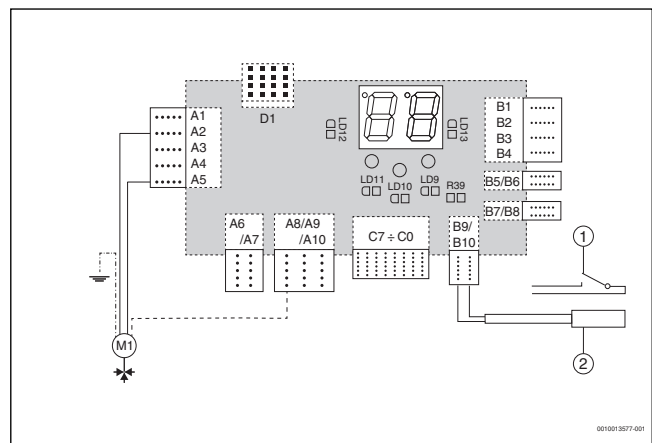 D1
A1
A2
A3
A4
A5
LD12
88
LD13
B1
B2
B3
B4
LD11
LD10
LD9
R39
B5/B6
B7/B8
A6
/A7
A8/A9
/A10
C7 ÷ C0
B9/
B10
1
2
M1
0010013577-001